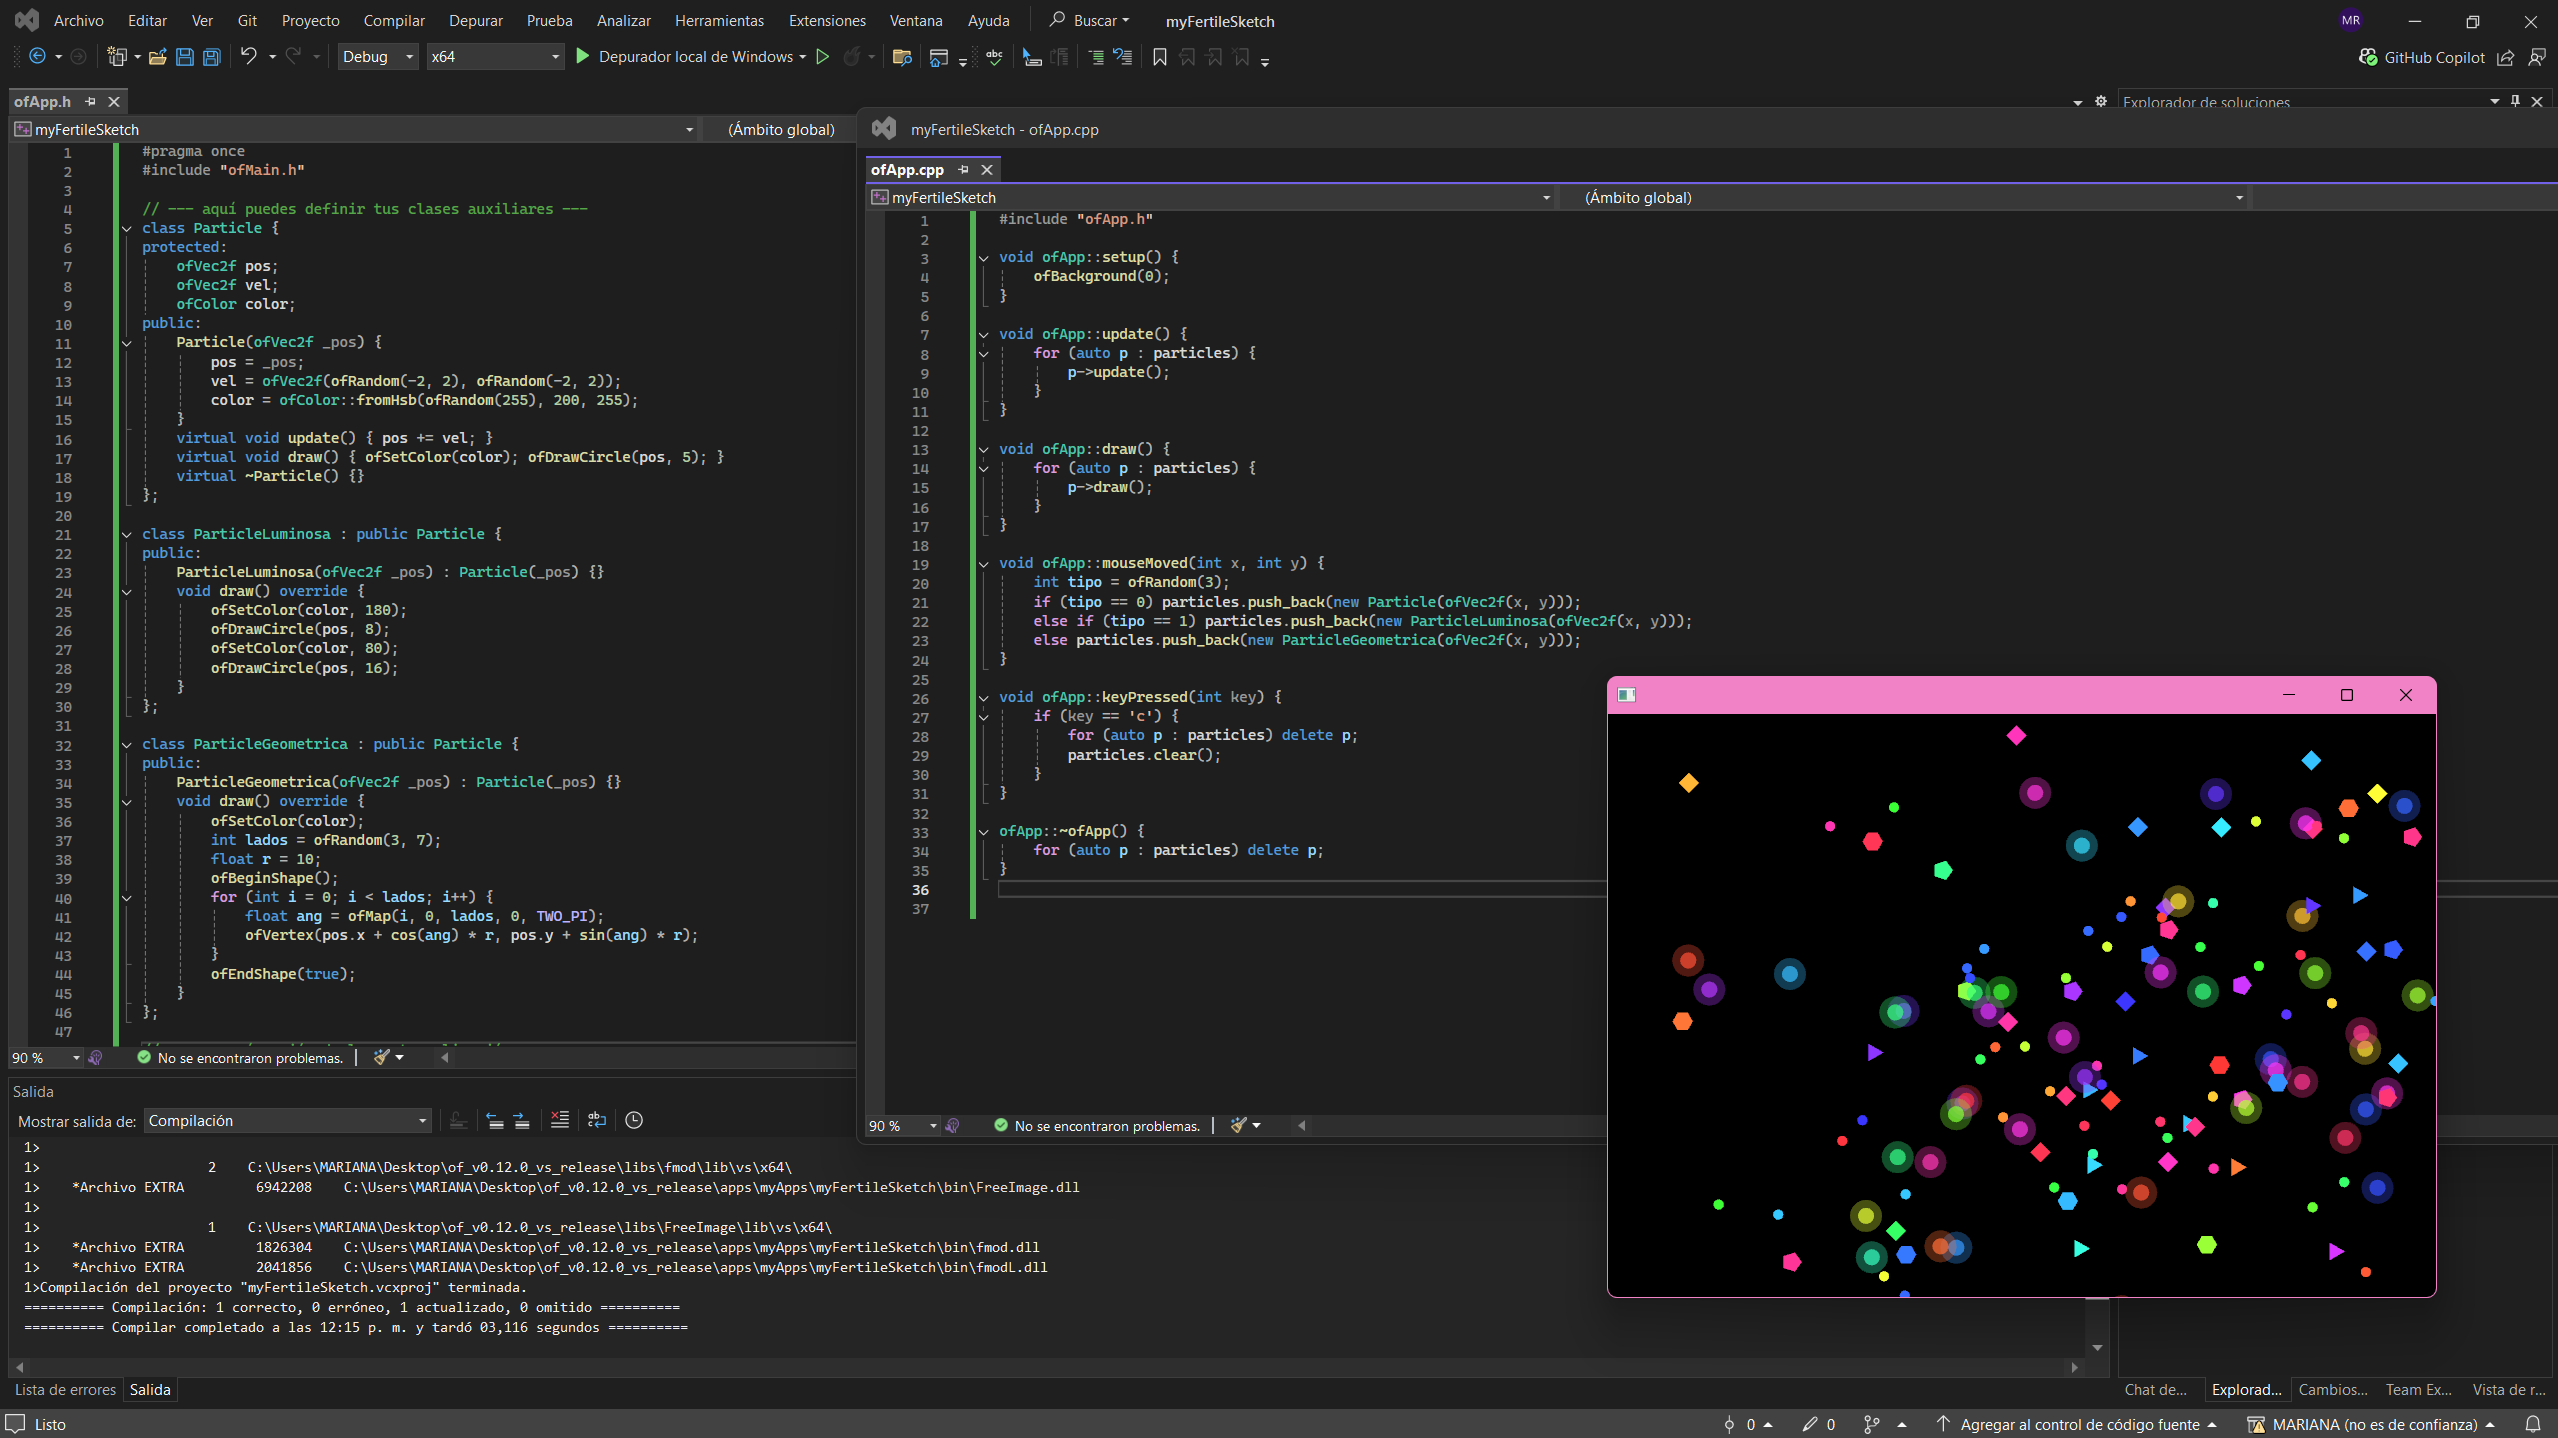 Archivo Editar Ver Git Proyecto Compilar Depurar Prueba Analizar Herramientas Extensiones Ventana Ayuda Buscar myFertileSketch MR
Debug x64 Depurador local de Windows abc GitHub Copilot
ofApp.h
Explorador de soluciones
myFertileSketch (Ámbito global)
1 #pragma once
2 #include "ofMain.h"
3
4 // --- aquí puedes definir tus clases auxiliares ---
5 class Particle {
6 protected:
7 ofVec2f pos;
8 ofVec2f vel;
9 ofColor color;
10 public:
11 Particle(ofVec2f _pos) {
12 pos = _pos;
13 vel = ofVec2f(ofRandom(-2, 2), ofRandom(-2, 2));
14 color = ofColor::fromHsb(ofRandom(255), 200, 255);
15 }
16 virtual void update() { pos += vel; }
17 virtual void draw() { ofSetColor(color); ofDrawCircle(pos, 5); }
18 virtual ~Particle() {}
19 };
20
21 class ParticleLuminosa : public Particle {
22 public:
23 ParticleLuminosa(ofVec2f _pos) : Particle(_pos) {}
24 void draw() override {
25 ofSetColor(color, 180);
26 ofDrawCircle(pos, 8);
27 ofSetColor(color, 80);
28 ofDrawCircle(pos, 16);
29 }
30 };
31
32 class ParticleGeometrica : public Particle {
33 public:
34 ParticleGeometrica(ofVec2f _pos) : Particle(_pos) {}
35 void draw() override {
36 ofSetColor(color);
37 int lados = ofRandom(3, 7);
38 float r = 10;
39 ofBeginShape();
40 for (int i = 0; i < lados; i++) {
41 float ang = ofMap(i, 0, lados, 0, TWO_PI);
42 ofVertex(pos.x + cos(ang) * r, pos.y + sin(ang) * r);
43 }
44 ofEndShape(true);
45 }
46 };
47
90 % No se encontraron problemas.
myFertileSketch - ofApp.cpp
ofApp.cpp
myFertileSketch (Ámbito global)
1 #include "ofApp.h"
2
3 void ofApp::setup() {
4 ofBackground(0);
5 }
6
7 void ofApp::update() {
8 for (auto p : particles) {
9 p->update();
10 }
11 }
12
13 void ofApp::draw() {
14 for (auto p : particles) {
15 p->draw();
16 }
17 }
18
19 void ofApp::mouseMoved(int x, int y) {
20 int tipo = ofRandom(3);
21 if (tipo == 0) particles.push_back(new Particle(ofVec2f(x, y)));
22 else if (tipo == 1) particles.push_back(new ParticleLuminosa(ofVec2f(x, y)));
23 else particles.push_back(new ParticleGeometrica(ofVec2f(x, y)));
24 }
25
26 void ofApp::keyPressed(int key) {
27 if (key == 'c') {
28 for (auto p : particles) delete p;
29 particles.clear();
30 }
31 }
32
33 ofApp::~ofApp() {
34 for (auto p : particles) delete p;
35 }
36
37
90 % No se encontraron problemas.
Salida
Mostrar salida de: Compilación
1>
1> 2 C:\Users\MARIANA\Desktop\of_v0.12.0_vs_release\libs\fmod\lib\vs\x64\
1> *Archivo EXTRA 6942208 C:\Users\MARIANA\Desktop\of_v0.12.0_vs_release\apps\myApps\myFertileSketch\bin\FreeImage.dll
1>
1> 1 C:\Users\MARIANA\Desktop\of_v0.12.0_vs_release\libs\FreeImage\lib\vs\x64\
1> *Archivo EXTRA 1826304 C:\Users\MARIANA\Desktop\of_v0.12.0_vs_release\apps\myApps\myFertileSketch\bin\fmod.dll
1> *Archivo EXTRA 2041856 C:\Users\MARIANA\Desktop\of_v0.12.0_vs_release\apps\myApps\myFertileSketch\bin\fmodL.dll
1>Compilación del proyecto "myFertileSketch.vcxproj" terminada.
========== Compilación: 1 correcto, 0 erróneo, 1 actualizado, 0 omitido ==========
========== Compilar completado a las 12:15 p. m. y tardó 03,116 segundos ==========
Lista de errores Salida
Chat de... Explorad... Cambios... Team Ex... Vista de r...
Listo 0 0 Agregar al control de código fuente MARIANA (no es de confianza)